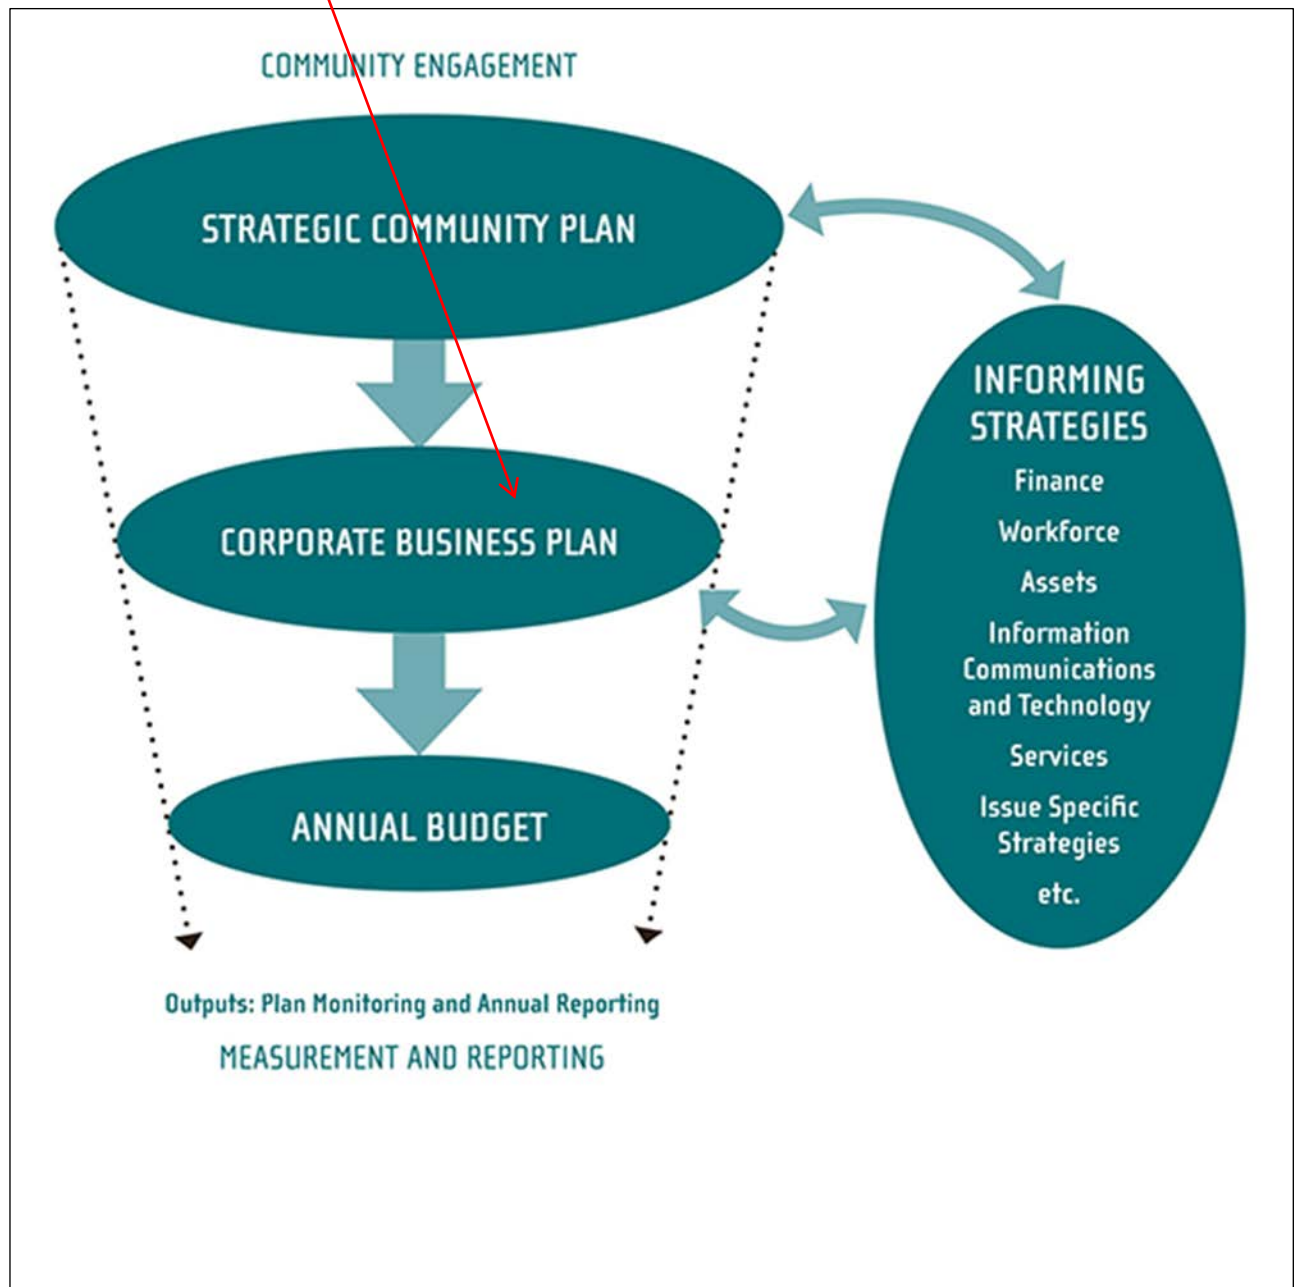 COMMUNITY ENGAGEMENT
STRATEGIC COMMUNITY PLAN
CORPORATE BUSINESS PLAN
ANNUAL BUDGET
Outputs: Plan Monitoring and Annual Reporting
MEASUREMENT AND REPORTING
INFORMING
STRATEGIES
Finance
Workforce
Assets
Information
Communications
and Technology
Services
Issue Specific
Strategies
etc.